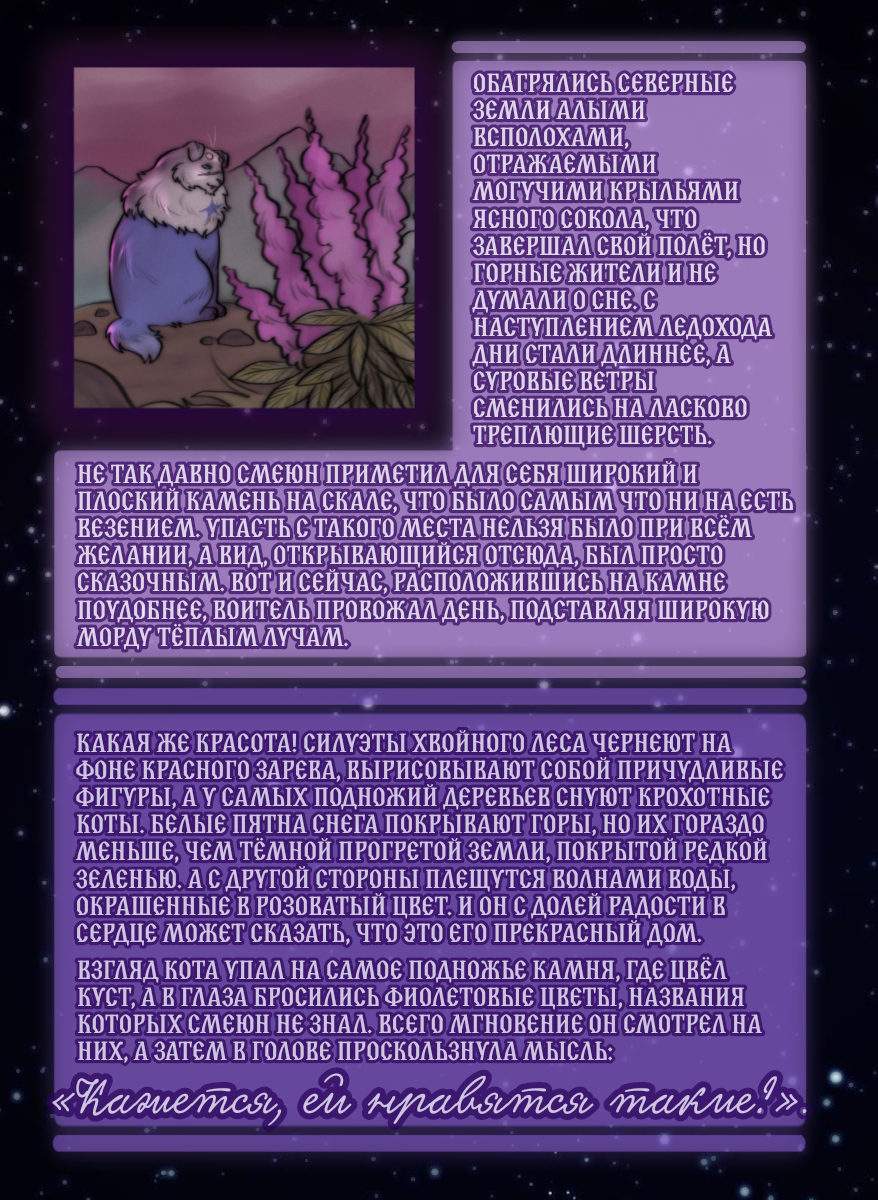 ОБАГРЯЛИСЬ СЕВЕРНЫЕ
ЗЕМЛИ АЛЫМИ
ВСПОЛОХАМИ,
ОТРАЖАЕМЫМИ
МОГУЧИМИ КРЫЛЬЯМИ
ЯСНОГО СОКОЛА, ЧТО
ЗАВЕРШАЛ СВОЙ ПОЛЁТ, НО
ГОРНЫЕ ЖИТЕЛИ И НЕ
ДУМАЛИ О СНЕ. С
НАСТУПЛЕНИЕМ ЛЕДОХОДА
ДНИ СТАЛИ ДЛИННЕЕ, А
СУРОВЫЕ ВЕТРЫ
СМЕНИЛИСЬ НА ЛАСКОВО
ТРЕПЛЮЩИЕ ШЕРСТЬ.
НЕ ТАК ДАВНО СМЕЮН ПРИМЕТИЛ ДЛЯ СЕБЯ ШИРОКИЙ И
ПЛОСКИЙ КАМЕНЬ НА СКАЛЕ, ЧТО БЫЛО САМЫМ ЧТО НИ НА ЕСТЬ
ВЕЗЕНИЕМ. УПАСТЬ С ТАКОГО МЕСТА НЕЛЬЗЯ БЫЛО ПРИ ВСЁМ
ЖЕЛАНИИ, А ВИД, ОТКРЫВАЮЩИЙСЯ ОТСЮДА, БЫЛ ПРОСТО
СКАЗОЧНЫМ. ВОТ И СЕЙЧАС, РАСПОЛОЖИВШИСЬ НА КАМНЕ
ПОУДОБНЕЕ, ВОИТЕЛЬ ПРОВОЖАЛ ДЕНЬ, ПОДСТАВЛЯЯ ШИРОКУЮ
МОРДУ ТЁПЛЫМ ЛУЧАМ.
КАКАЯ ЖЕ КРАСОТА! СИЛУЭТЫ ХВОЙНОГО ЛЕСА ЧЕРНЕЮТ НА
ФОНЕ КРАСНОГО ЗАРЕВА, ВЫРИСОВЫВАЮТ СОБОЙ ПРИЧУДЛИВЫЕ
ФИГУРЫ, А У САМЫХ ПОДНОЖИЙ ДЕРЕВЬЕВ СНУЮТ КРОХОТНЫЕ
КОТЫ. БЕЛЫЕ ПЯТНА СНЕГА ПОКРЫВАЮТ ГОРЫ, НО ИХ ГОРАЗДО
МЕНЬШЕ, ЧЕМ ТЁМНОЙ ПРОГРЕТОЙ ЗЕМЛИ, ПОКРЫТОЙ РЕДКОЙ
ЗЕЛЕНЬЮ. А С ДРУГОЙ СТОРОНЫ ПЛЕЩУТСЯ ВОЛНАМИ ВОДЫ,
ОКРАШЕННЫЕ В РОЗОВАТЫЙ ЦВЕТ. И ОН С ДОЛЕЙ РАДОСТИ В
СЕРДЦЕ МОЖЕТ СКАЗАТЬ, ЧТО ЭТО ЕГО ПРЕКРАСНЫЙ ДОМ.
ВЗГЛЯД КОТА УПАЛ НА САМОЕ ПОДНОЖЬЕ КАМНЯ, ГДЕ ЦВЁЛ
КУСТ, А В ГЛАЗА БРОСИЛИСЬ ФИОЛЕТОВЫЕ ЦВЕТЫ, НАЗВАНИЯ
КОТОРЫХ СМЕЮН НЕ ЗНАЛ. ВСЕГО МГНОВЕНИЕ ОН СМОТРЕЛ НА
НИХ, А ЗАТЕМ В ГОЛОВЕ ПРОСКОЛЬЗНУЛА МЫСЛЬ:
«Кажется, ей нравятся такие?».